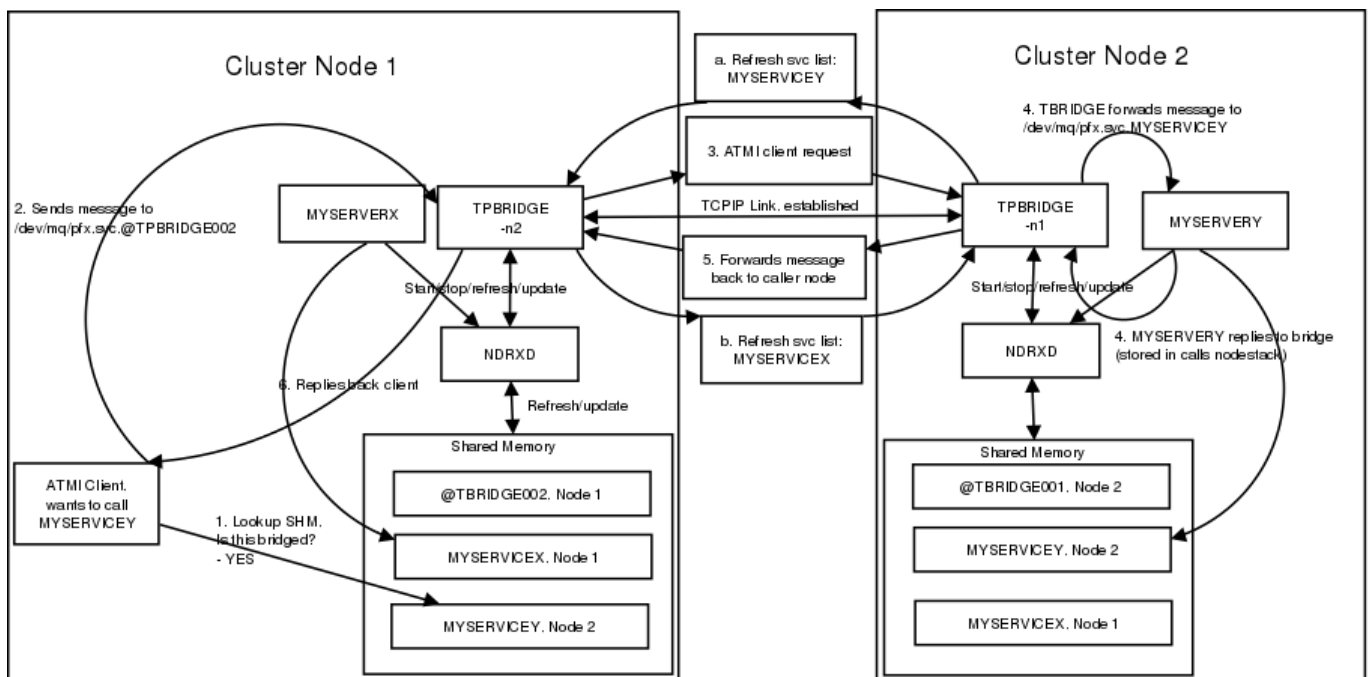 Cluster Node 1
Cluster Node 2
a. Refresh svc list:
MYSERVICEY
4. TBRIDGE forwads message to
/dev/mq/pfx.svc.MYSERVICEY
3. ATMI client request
2. Sends message to
/dev/mq/pfx.svc.@TPBRIDGE002
MYSERVERX
TPBRIDGE
-n2
TCPIP Link. established
TPBRIDGE
-n1
MYSERVERY
5. Forwards message
back to caller node
Start/stop/refresh/update
Start/stop/refresh/update
NDRXD
b. Refresh svc list:
MYSERVICEX
NDRXD
4. MYSERVERY replies to bridge
(stored in calls nodestack)
6. Replies back client
Refresh/update
Shared Memory
@TBRIDGE002. Node 1
MYSERVICEX. Node 1
MYSERVICEY. Node 2
Shared Memory
@TBRIDGE001. Node 2
MYSERVICEY. Node 2
MYSERVICEX. Node 1
ATMI Client.
wants to call
MYSERVICEY
1. Lookup SHM.
Is this bridged?
- YES